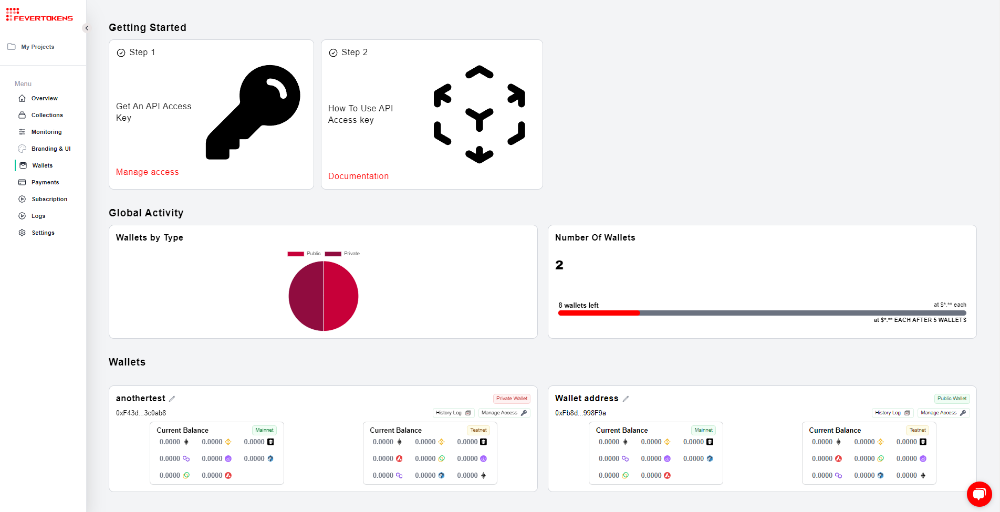 FEVERTOKENS
My Projects
Menu
Overview
Collections
Monitoring
Branding & UI
Wallets
Payments
Subscription
Logs
Settings
Getting Started
Step 1
Get An API Access
Key
Manage access
Step 2
How To Use API
Access key
Documentation
Global Activity
Wallets by Type
Public Private
Number Of Wallets
2
8 wallets left
at $*.** each
at $*.** EACH AFTER 5 WALLETS
Wallets
anothertest
Private Wallet
0xF43d...3c0ab8
History Log
Manage Access
Current Balance Mainnet
0.0000 0.0000 0.0000
0.0000 0.0000 0.0000
0.0000 0.0000
Current Balance Testnet
0.0000 0.0000 0.0000
0.0000 0.0000 0.0000
0.0000 0.0000 0.0000
Wallet address
Public Wallet
0xFb8d...998F9a
History Log
Manage Access
Current Balance Mainnet
0.0000 0.0000 0.0000
0.0000 0.0000 0.0000
0.0000 0.0000
Current Balance Testnet
0.0000 0.0000 0.0000
0.0000 0.0000 0.0000
0.0000 0.0000 0.0000